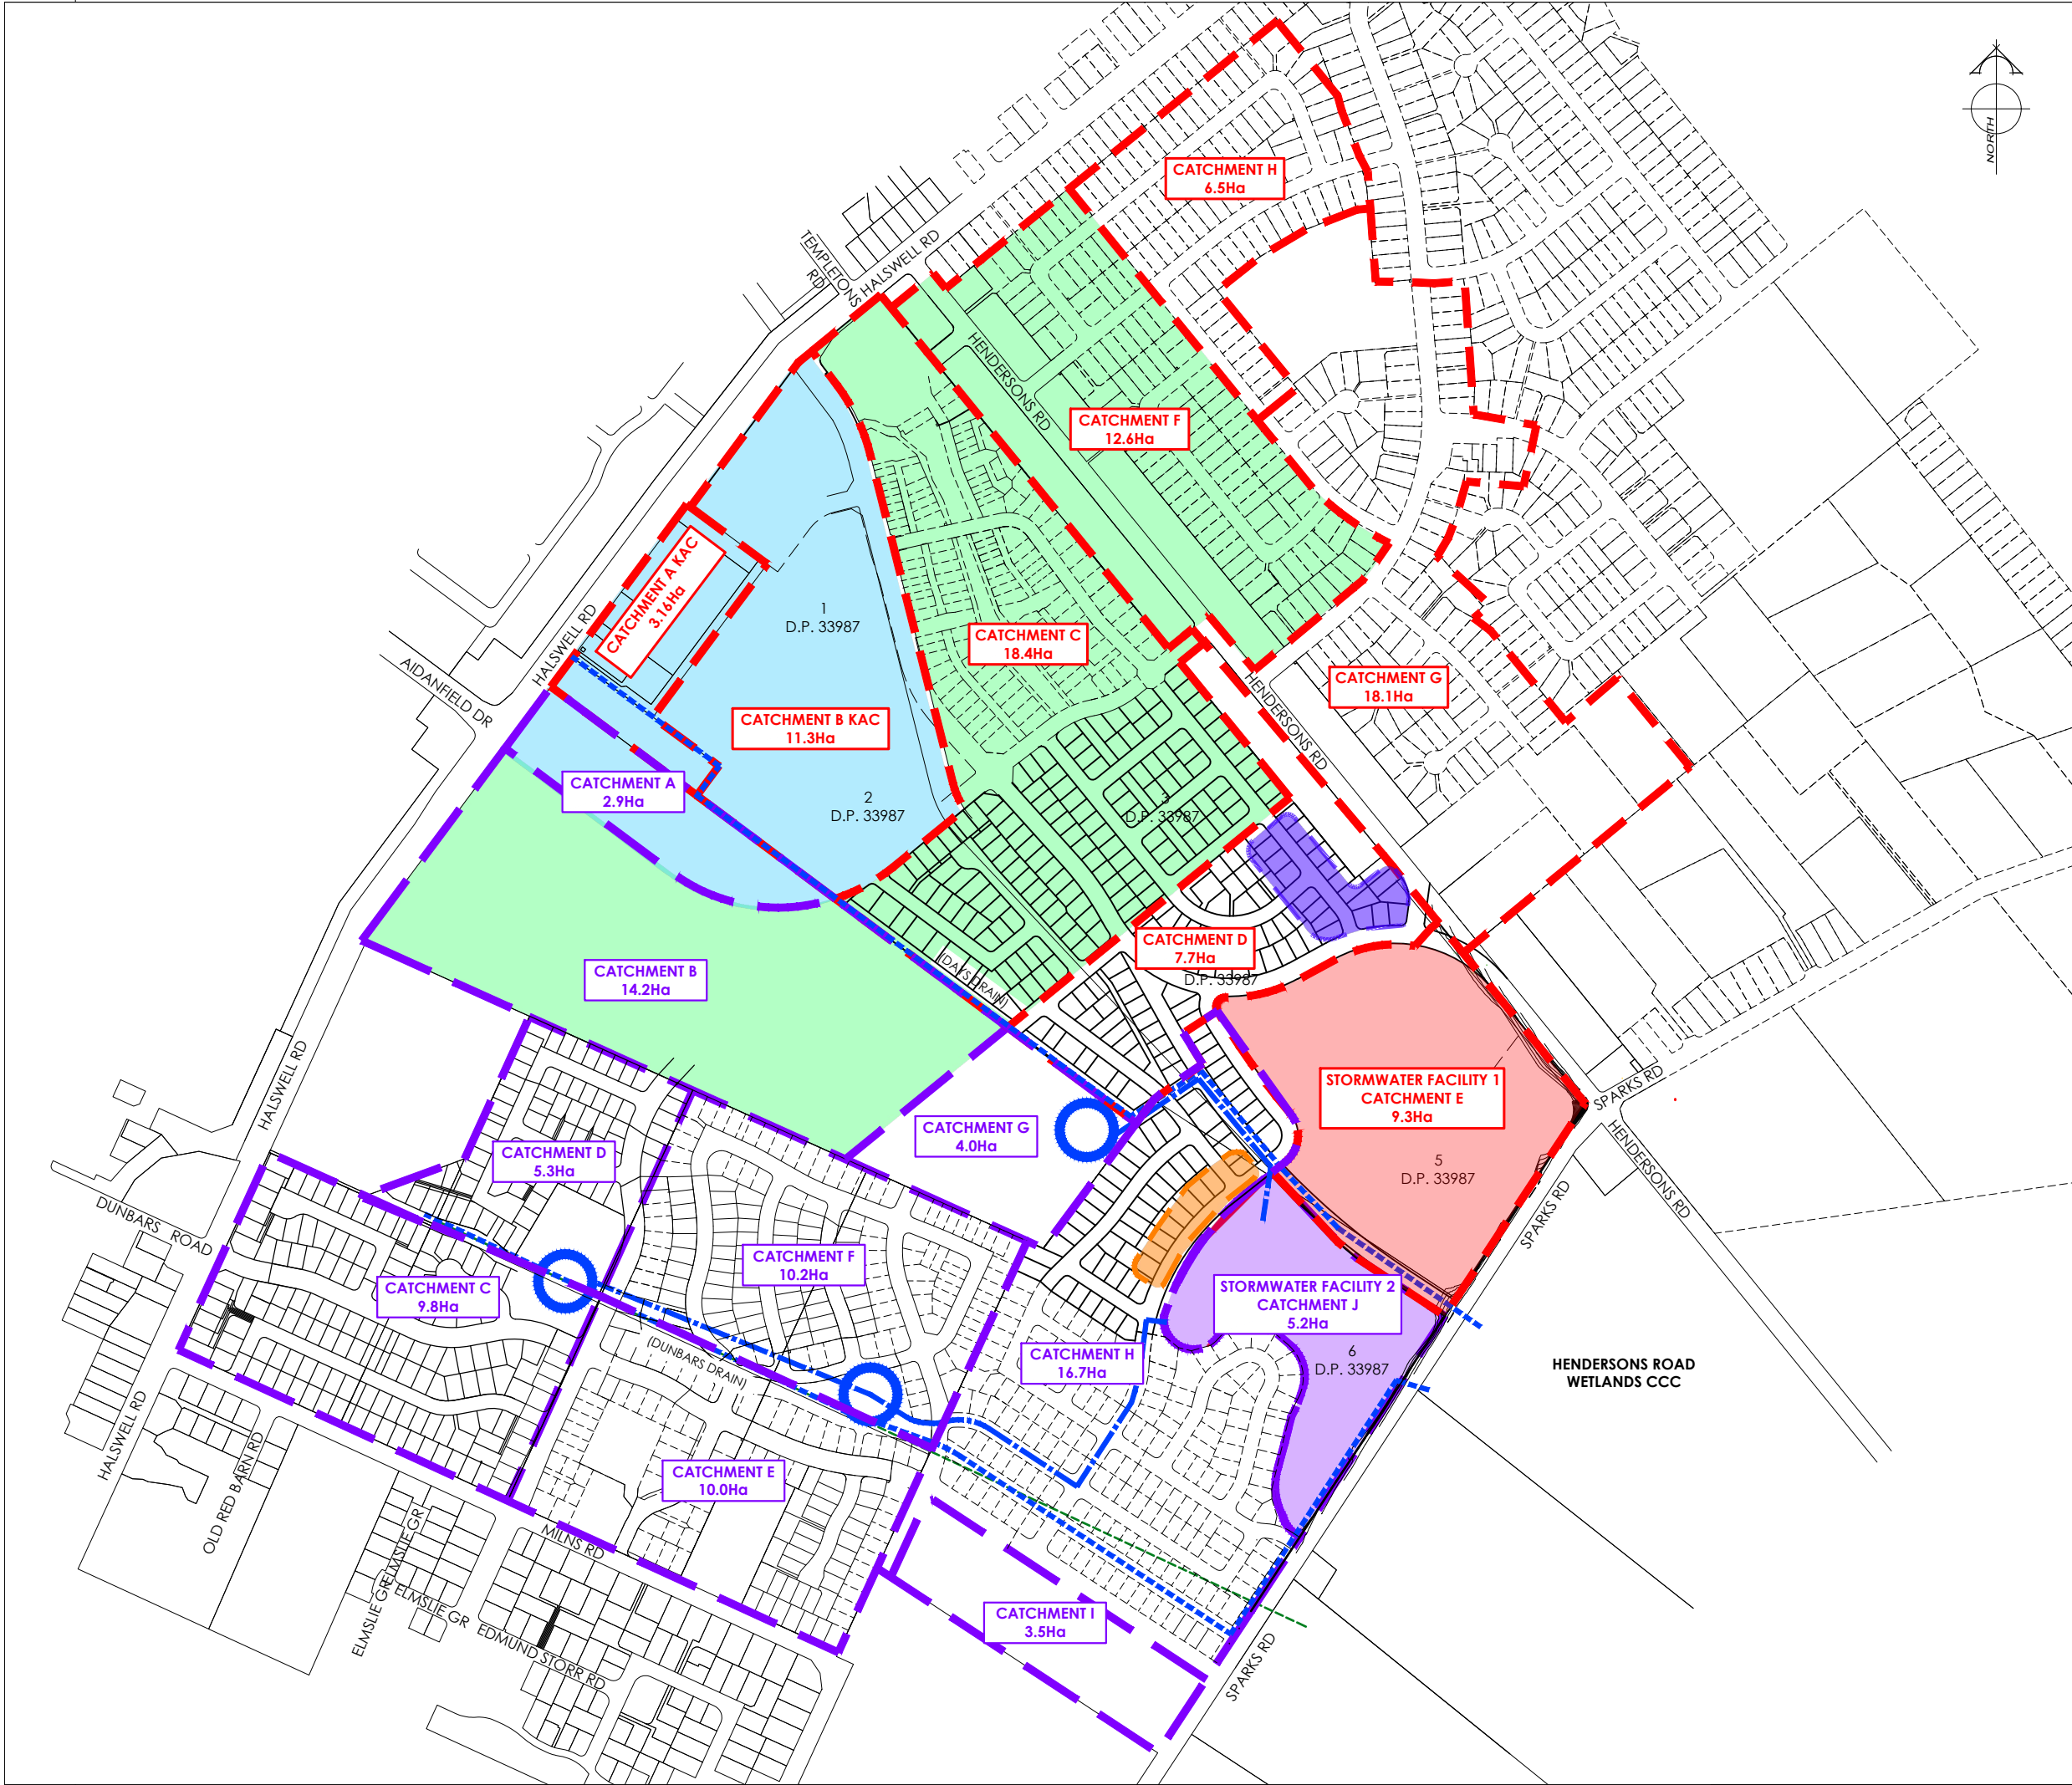 NORTH
CATCHMENT H
6.5Ha
TEMPLETONS
RD
HALSWELL RD
HENDERSONS RD
CATCHMENT F
12.6Ha
CATCHMENT A KAC
3.16Ha
1
D.P. 33987
CATCHMENT C
18.4Ha
HALSWELL RD
AIDANFIELD DR
CATCHMENT G
18.1Ha
HENDERSONS RD
CATCHMENT B KAC
11.3Ha
CATCHMENT A
2.9Ha
2
D.P. 33987
3
D.P. 33987
CATCHMENT D
7.7Ha
D.P. 33987
CATCHMENT B
14.2Ha
(DAYS DRAIN)
STORMWATER FACILITY 1
CATCHMENT E
9.3Ha
SPARKS RD
HALSWELL RD
CATCHMENT G
4.0Ha
CATCHMENT D
5.3Ha
5
D.P. 33987
HENDERSONS RD
SPARKS RD
DUNBARS ROAD
CATCHMENT F
10.2Ha
CATCHMENT C
9.8Ha
STORMWATER FACILITY 2
CATCHMENT J
5.2Ha
(DUNBARS DRAIN)
CATCHMENT H
16.7Ha
6
D.P. 33987
HENDERSONS ROAD
WETLANDS CCC
HALSWELL RD
OLD RED BARN RD
CATCHMENT E
10.0Ha
MILNS RD
ELMSLIE GR
ELMSLIE GR
ELMSLIE GR
EDMUND STORR RD
CATCHMENT I
3.5Ha
SPARKS RD